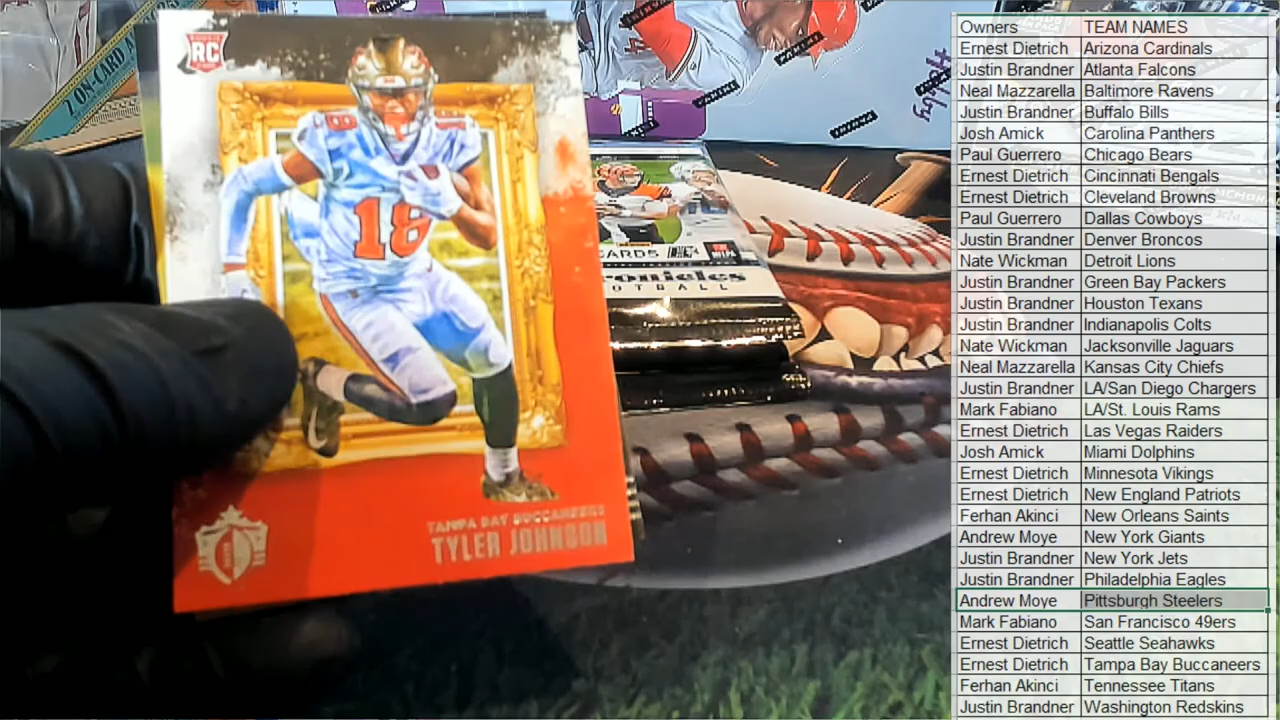 2 ON-CARD A
ROOKIE
RC
18
18
TAMPA BAY BUCCANEERS
TYLER JOHNSON
CARDS
FOOTBALL
Owners TEAM NAMES
Ernest Dietrich Arizona Cardinals
Justin Brandner Atlanta Falcons
Neal Mazzarella Baltimore Ravens
Justin Brandner Buffalo Bills
Josh Amick Carolina Panthers
Paul Guerrero Chicago Bears
Ernest Dietrich Cincinnati Bengals
Ernest Dietrich Cleveland Browns
Paul Guerrero Dallas Cowboys
Justin Brandner Denver Broncos
Nate Wickman Detroit Lions
Justin Brandner Green Bay Packers
Justin Brandner Houston Texans
Justin Brandner Indianapolis Colts
Nate Wickman Jacksonville Jaguars
Neal Mazzarella Kansas City Chiefs
Justin Brandner LA/San Diego Chargers
Mark Fabiano LA/St. Louis Rams
Ernest Dietrich Las Vegas Raiders
Josh Amick Miami Dolphins
Ernest Dietrich Minnesota Vikings
Ernest Dietrich New England Patriots
Ferhan Akinci New Orleans Saints
Andrew Moye New York Giants
Justin Brandner New York Jets
Justin Brandner Philadelphia Eagles
Andrew Moye Pittsburgh Steelers
Mark Fabiano San Francisco 49ers
Ernest Dietrich Seattle Seahawks
Ernest Dietrich Tampa Bay Buccaneers
Ferhan Akinci Tennessee Titans
Justin Brandner Washington Redskins